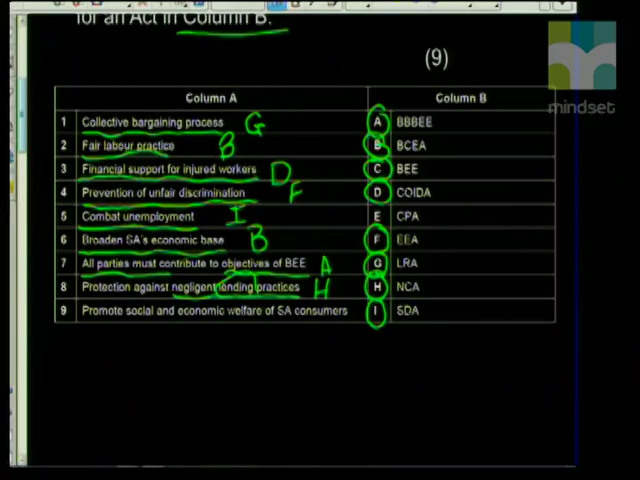 for an Act in Column B.
(9)
mindset
Column A Column B
1 Collective bargaining process G A BBBEE
2 Fair labour practice B B BCEA
3 Financial support for injured workers D C BEE
4 Prevention of unfair discrimination F D COIDA
5 Combat unemployment I E CPA
6 Broaden SA's economic base B F EEA
7 All parties must contribute to objectives of BEE A G LRA
8 Protection against negligent lending practices H H NCA
9 Promote social and economic welfare of SA consumers I SDA